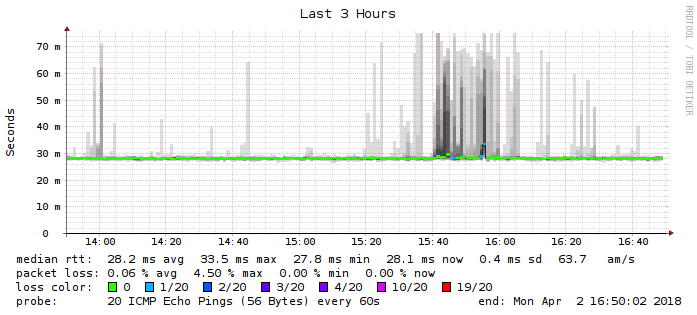 Last 3 Hours
RRDTOOL / TOBI OETIKER
Seconds
70 m
60 m
50 m
40 m
30 m
20 m
10 m
0
14:00 14:20 14:40 15:00 15:20 15:40 16:00 16:20 16:40
median rtt: 28.2 ms avg 33.5 ms max 27.8 ms min 28.1 ms now 0.4 ms sd 63.7 am/s
packet loss: 0.06 % avg 4.50 % max 0.00 % min 0.00 % now
loss color: 0 1/20 2/20 3/20 4/20 10/20 19/20
probe: 20 ICMP Echo Pings (56 Bytes) every 60s end: Mon Apr 2 16:50:02 2018